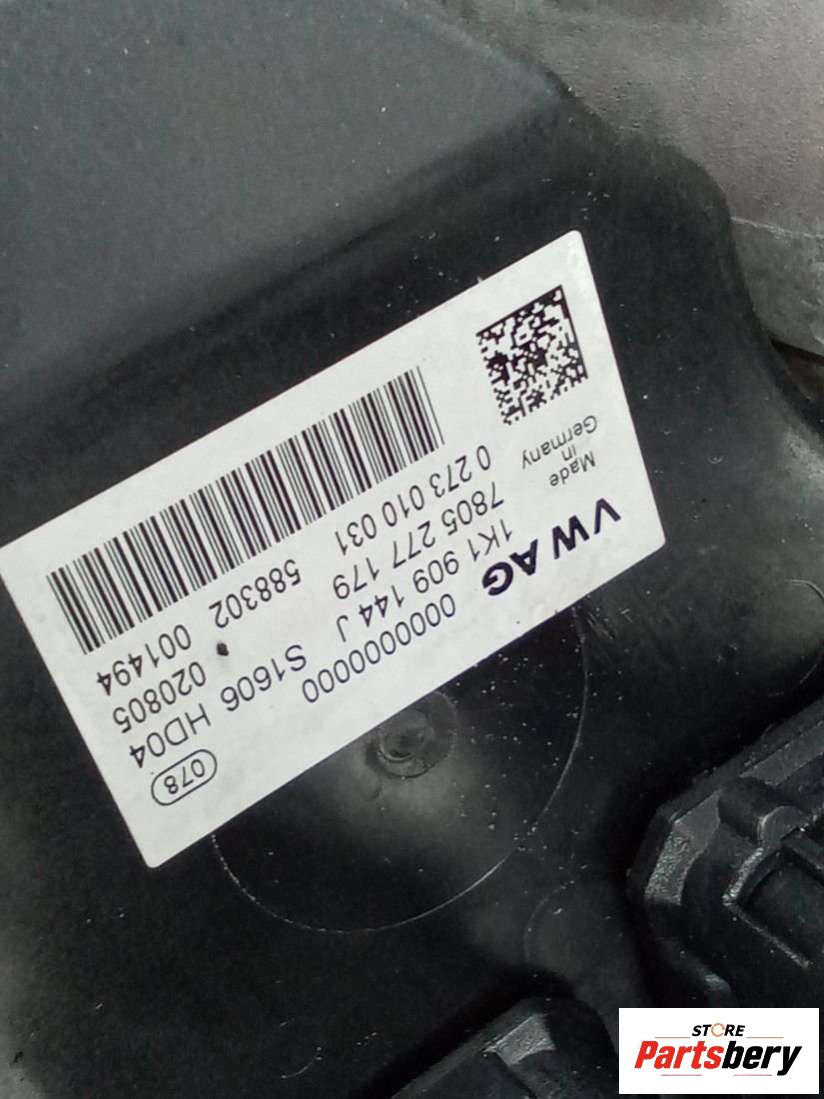 VW AG
Made
in
Germany
000000000
1K1 909 144 J S1606 HD04
7805 277 179
0 273 010 031 588302 020805
001494
078
STORE
Partsbery